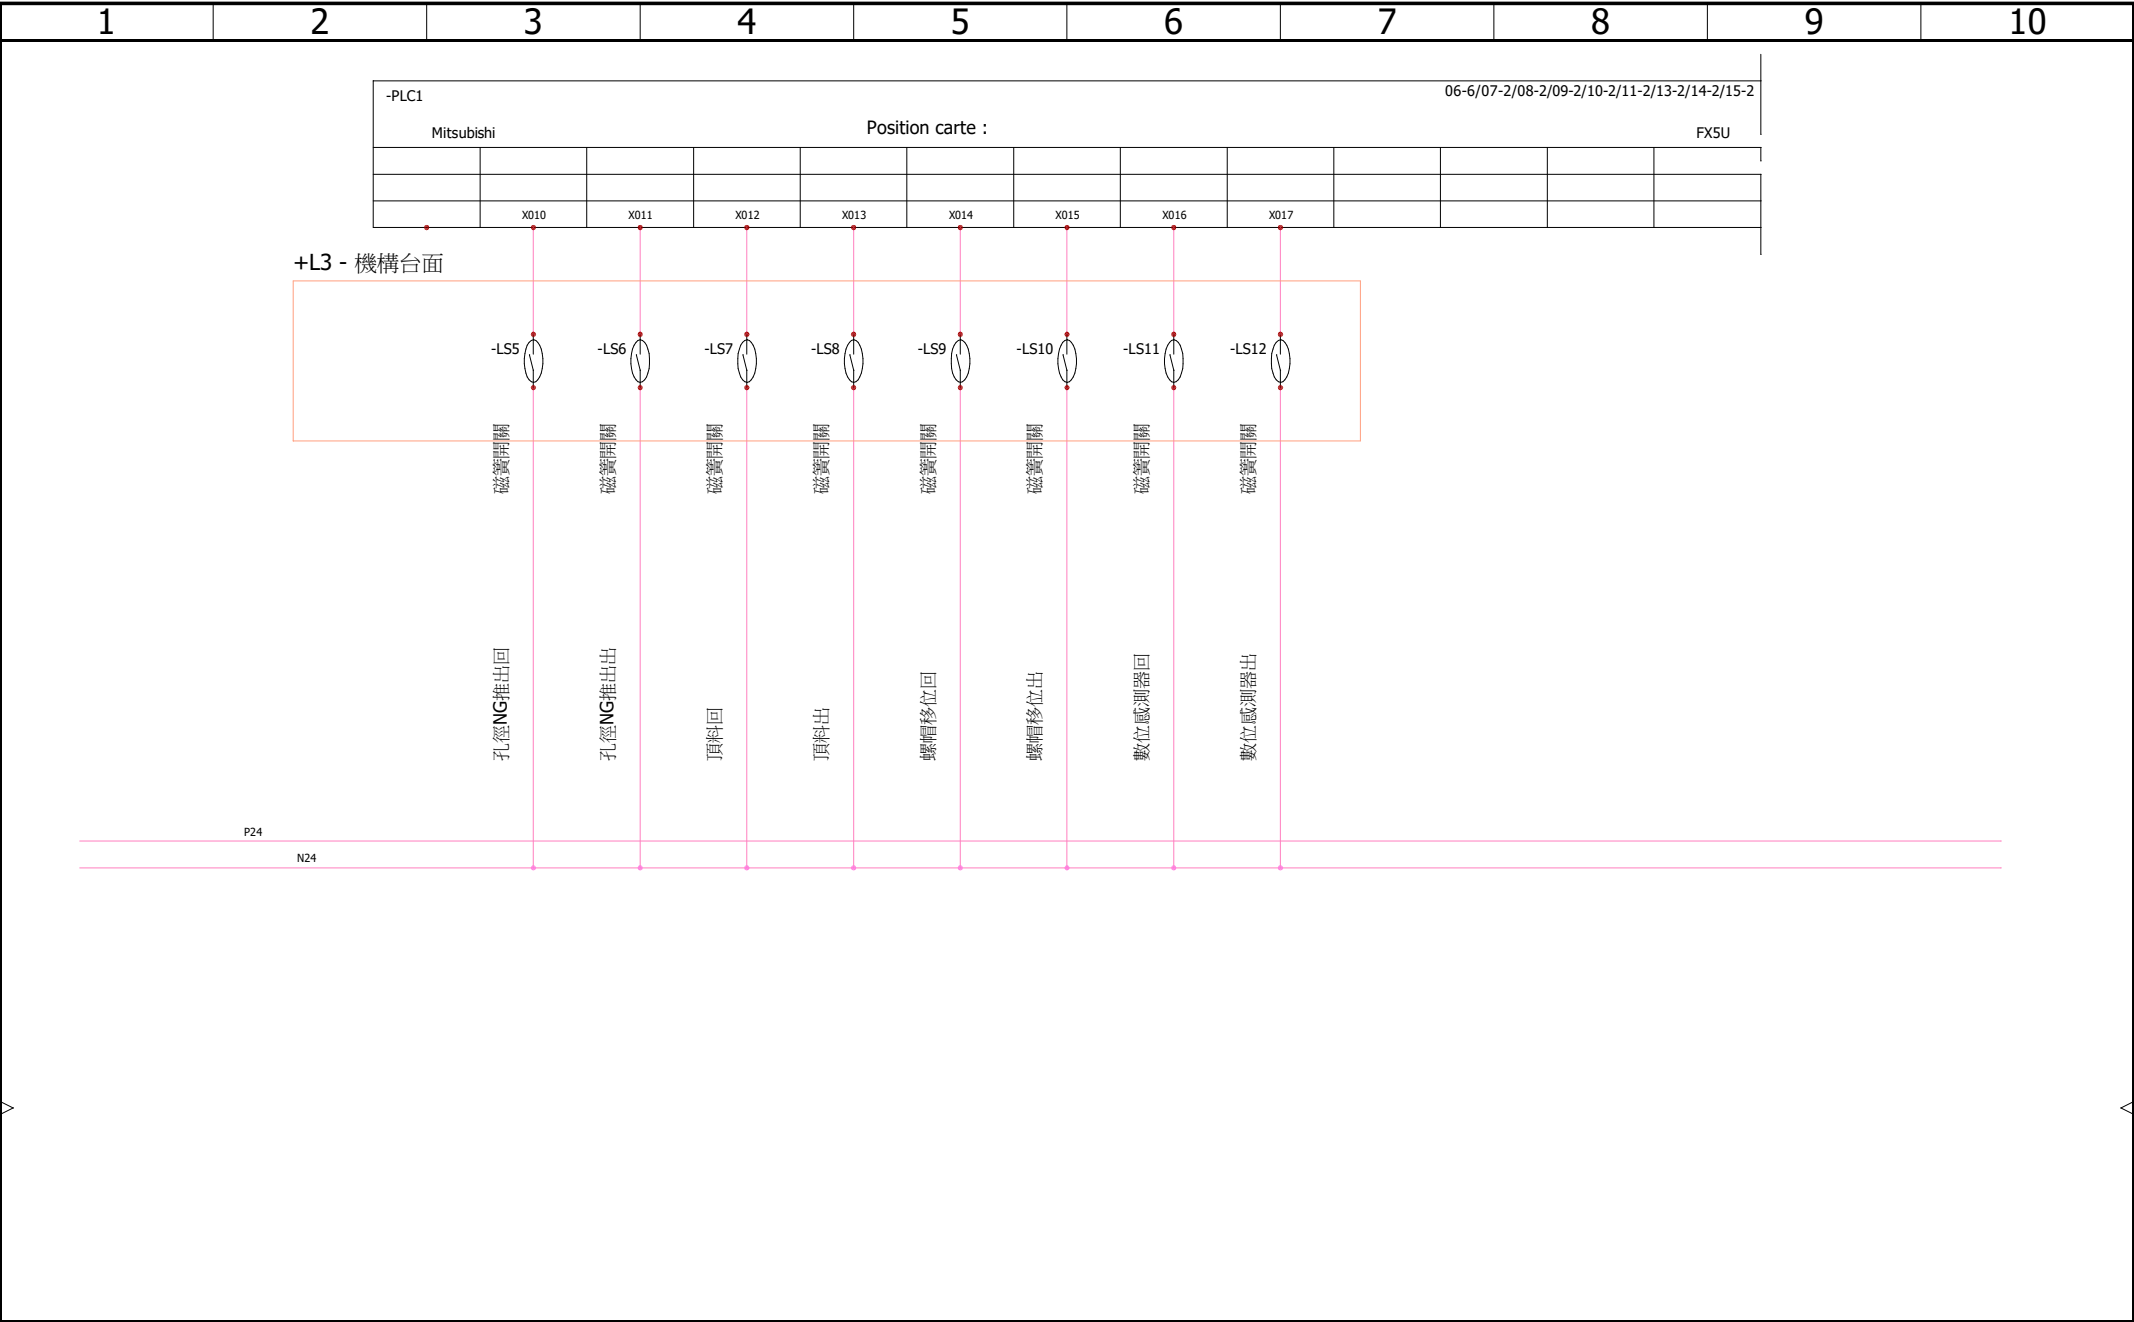 1 2 3 4 5 6 7 8 9 10
-PLC1 06-6/07-2/08-2/09-2/10-2/11-2/13-2/14-2/15-2
Mitsubishi Position carte : FX5U
X010 X011 X012 X013 X014 X015 X016 X017
+L3 - 機構台面
-LS5 -LS6 -LS7 -LS8 -LS9 -LS10 -LS11 -LS12
磁簧開關
磁簧開關
磁簧開關
磁簧開關
磁簧開關
磁簧開關
磁簧開關
磁簧開關
孔徑NG推出回
孔徑NG推出出
頂料回
頂料出
螺帽移位回
螺帽移位出
數位感測器回
數位感測器出
P24
N24